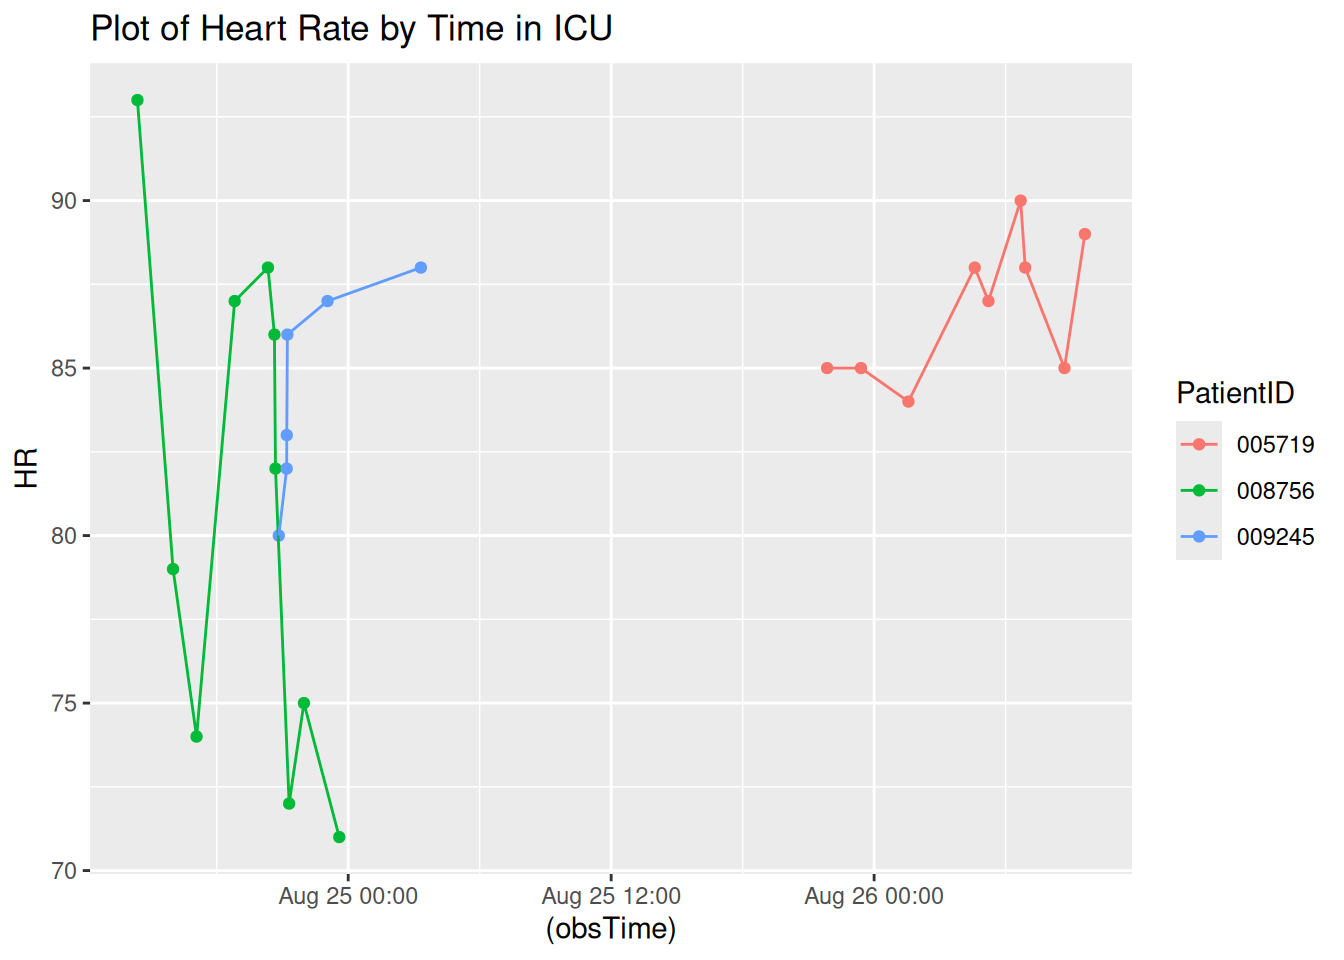 Plot of Heart Rate by Time in ICU
HR
90
85
80
75
70
Aug 25 00:00
Aug 25 12:00
Aug 26 00:00
(obsTime)
PatientID
005719
008756
009245